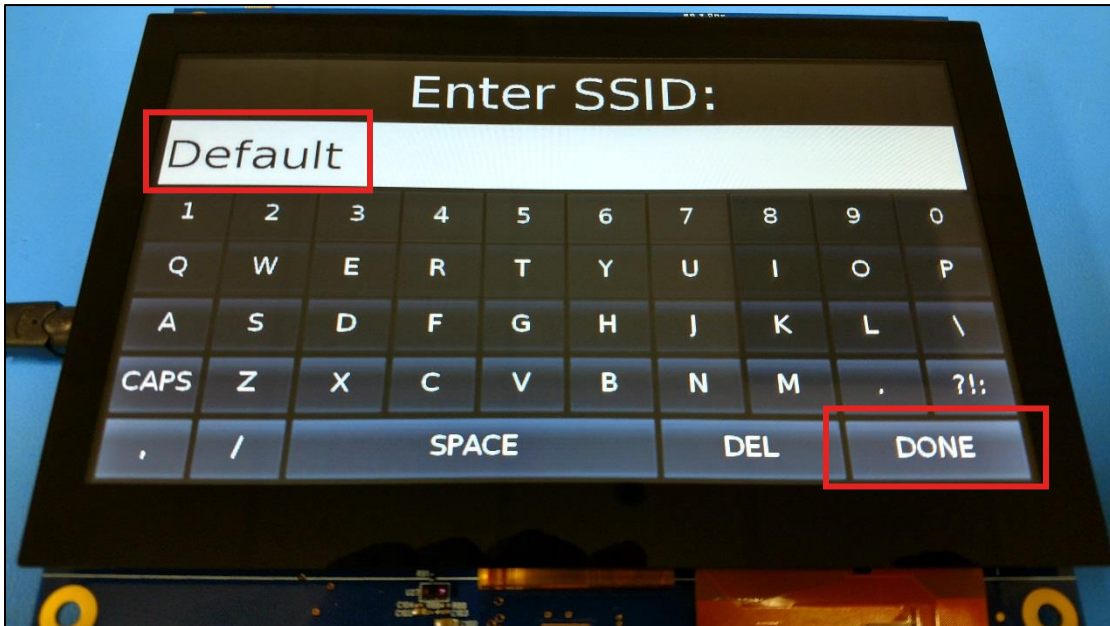 Enter SSID:
Default
1 2 3 4 5 6 7 8 9 0
Q W E R T Y U I O P
A S D F G H J K L \
CAPS Z X C V B N M . ?!:
, / SPACE DEL DONE